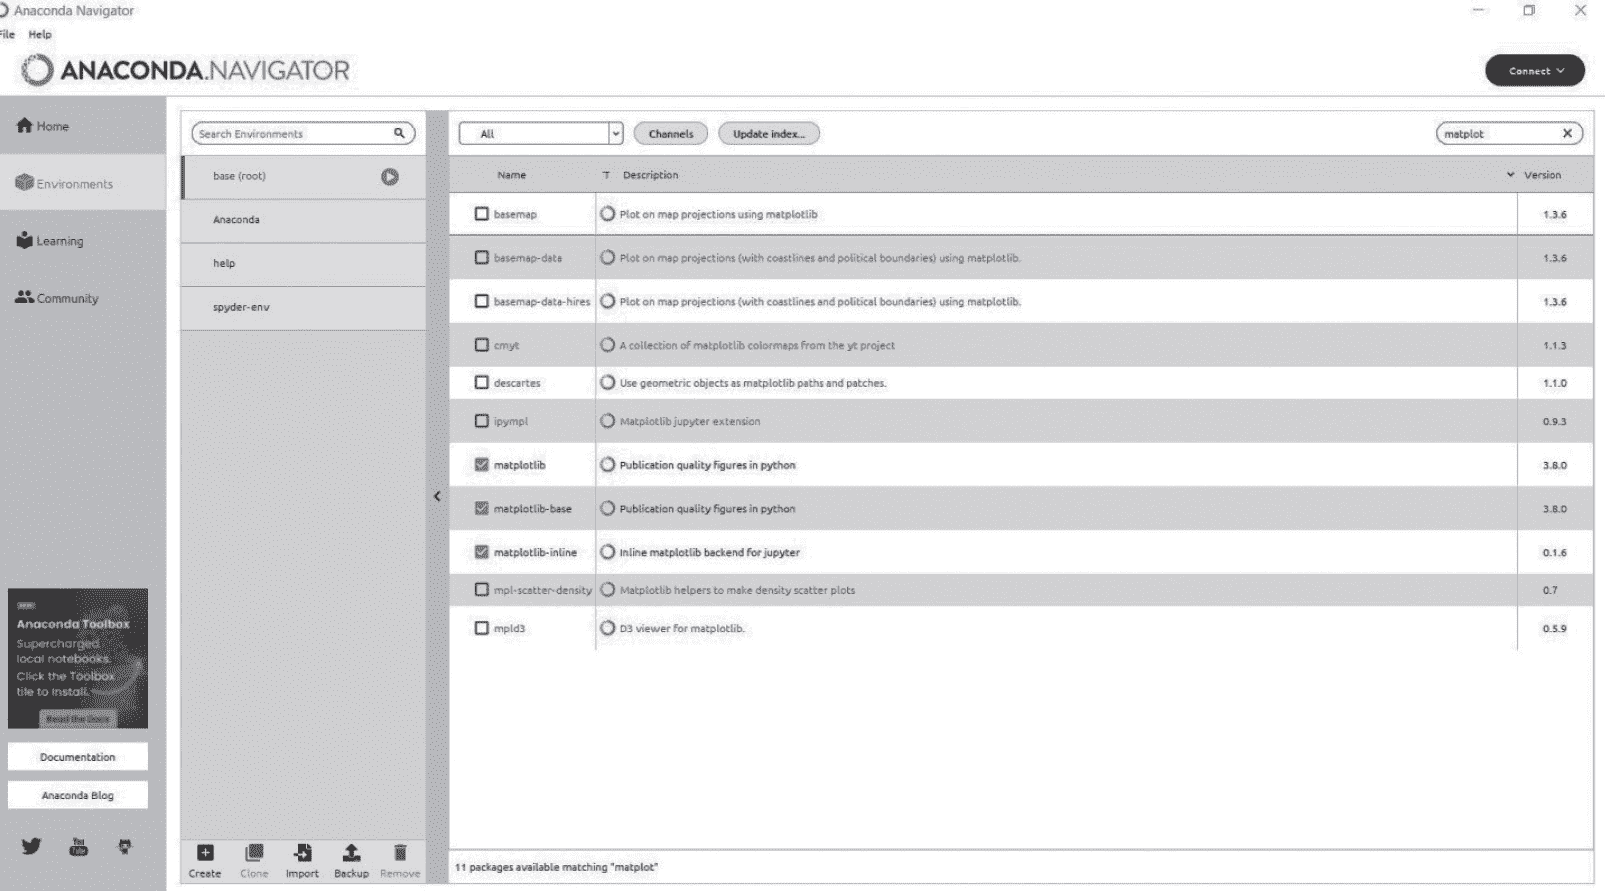 Anaconda Navigator
File Help
ANACONDA.NAVIGATOR
Connect
Home
Environments
Learning
Community
Anaconda Toolbox
Supercharged
local notebooks.
Click the Toolbox
tile to install.
Read the Docs
Documentation
Anaconda Blog
You
Tube
Search Environments
base (root)
Anaconda
help
spyder-env
Create Clone Import Backup Remove
All Channels Update index... matplot
Name T Description Version
basemap Plot on map projections using matplotlib 1.3.6
basemap-data Plot on map projections (with coastlines and political boundaries) using matplotlib. 1.3.6
basemap-data-hires Plot on map projections (with coastlines and political boundaries) using matplotlib. 1.3.6
cmyt A collection of matplotlib colormaps from the yt project 1.1.3
descartes Use geometric objects as matplotlib paths and patches. 1.1.0
ipympl Matplotlib jupyter extension 0.9.3
matplotlib Publication quality figures in python 3.8.0
matplotlib-base Publication quality figures in python 3.8.0
matplotlib-inline Inline matplotlib backend for jupyter 0.1.6
mpl-scatter-density Matplotlib helpers to make density scatter plots 0.7
mpld3 D3 viewer for matplotlib. 0.5.9
11 packages available matching "matplot"